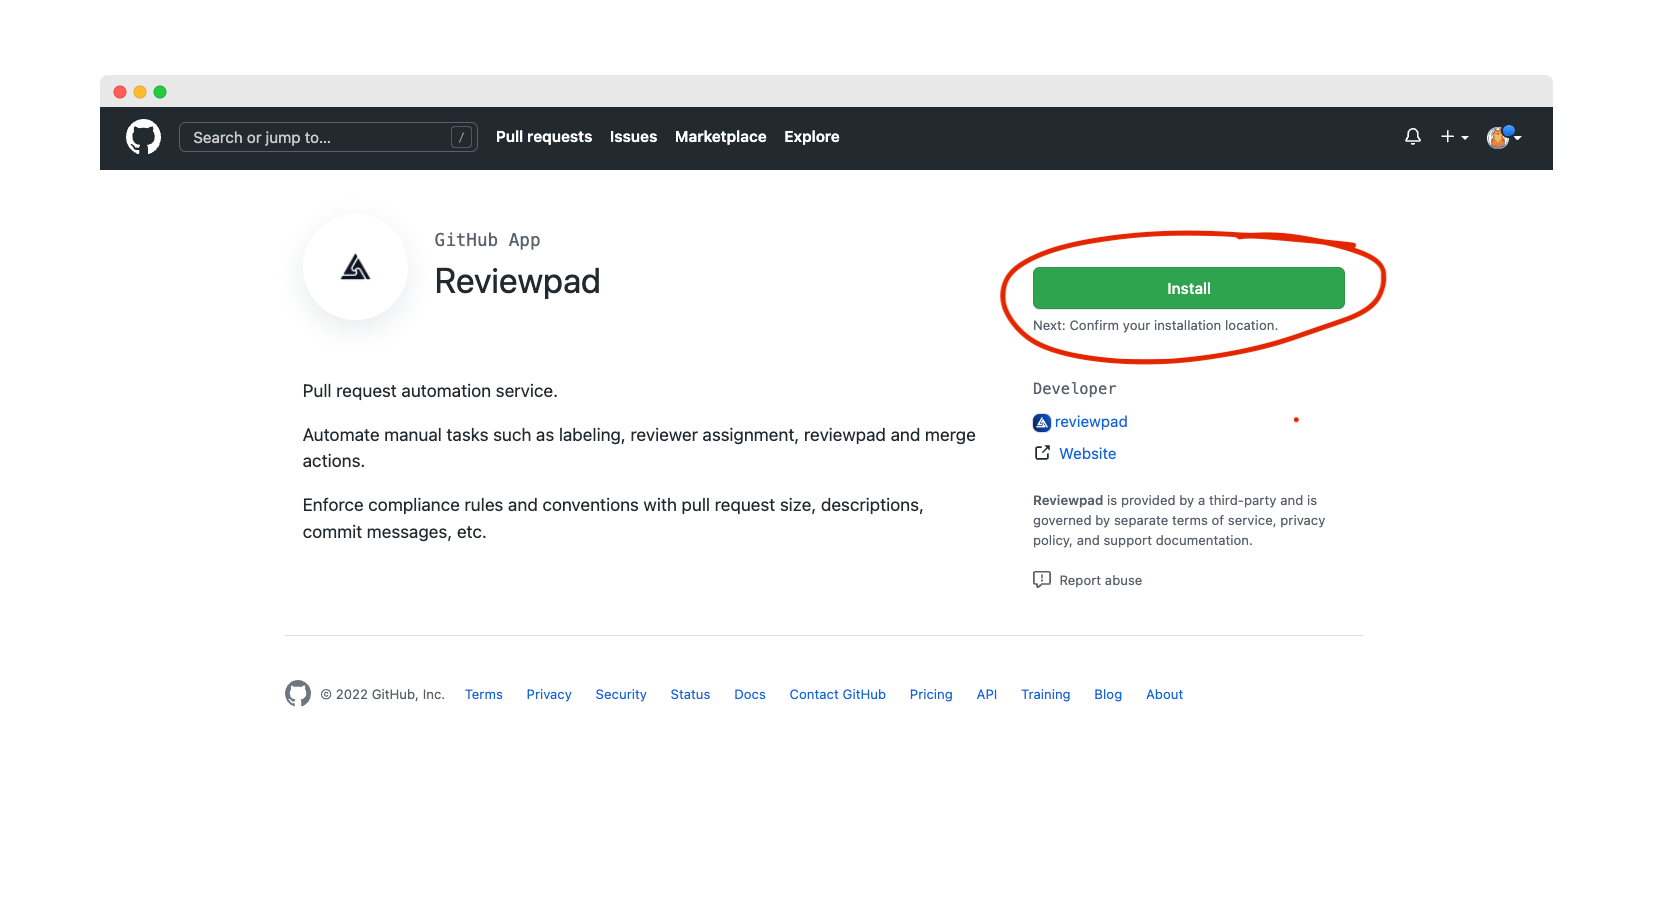 Search or jump to... / Pull requests Issues Marketplace Explore
GitHub App
Reviewpad
Install
Next: Confirm your installation location.
Pull request automation service.
Automate manual tasks such as labeling, reviewer assignment, reviewpad and merge
actions.
Enforce compliance rules and conventions with pull request size, descriptions,
commit messages, etc.
Developer
reviewpad
Website
Reviewpad is provided by a third-party and is
governed by separate terms of service, privacy
policy, and support documentation.
Report abuse
© 2022 GitHub, Inc. Terms Privacy Security Status Docs Contact GitHub Pricing API Training Blog About